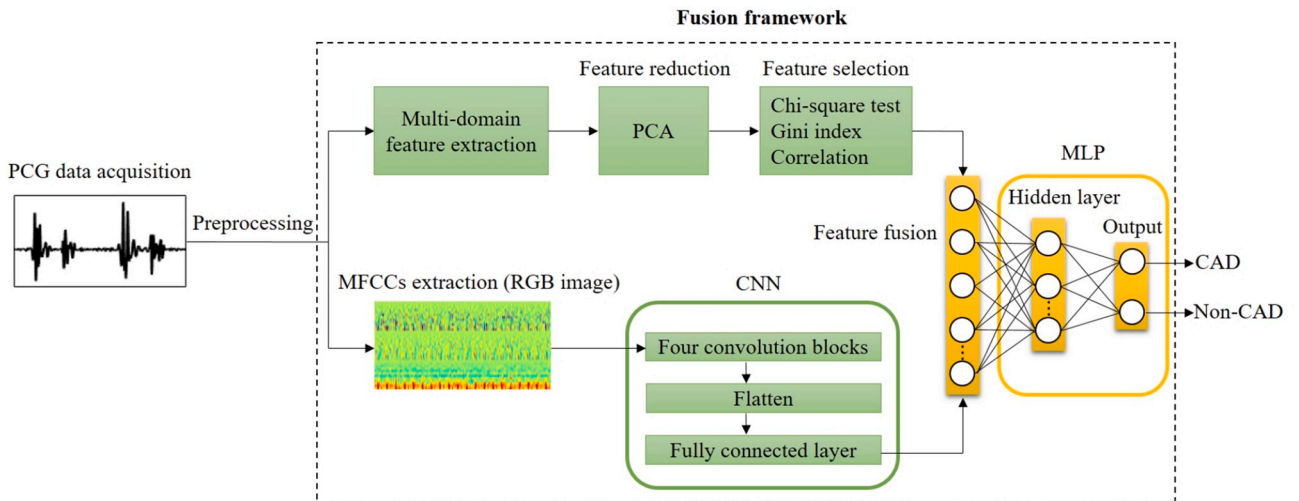 Fusion framework
Feature reduction
Feature selection
Multi-domain
feature extraction
PCA
Chi-square test
Gini index
Correlation
PCG data acquisition
Preprocessing
MLP
Hidden layer
Output
Feature fusion
CAD
Non-CAD
MFCCs extraction (RGB image)
CNN
Four convolution blocks
Flatten
Fully connected layer